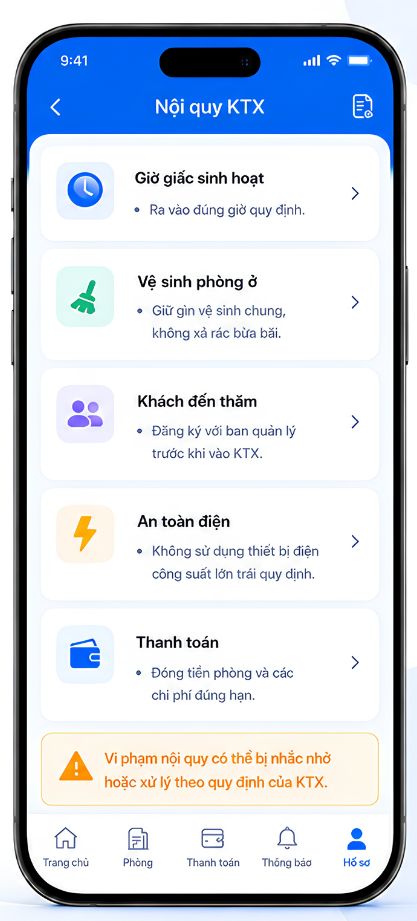 9:41
Nội quy KTX
Giờ giấc sinh hoạt
• Ra vào đúng giờ quy định.
Vệ sinh phòng ở
• Giữ gìn vệ sinh chung,
không xả rác bừa bãi.
Khách đến thăm
• Đăng ký với ban quản lý
trước khi vào KTX.
An toàn điện
• Không sử dụng thiết bị điện
công suất lớn trái quy định.
Thanh toán
• Đóng tiền phòng và các
chi phí đúng hạn.
Vi phạm nội quy có thể bị nhắc nhở
hoặc xử lý theo quy định của KTX.
Trang chủ
Phòng
Thanh toán
Thông báo
Hồ sơ